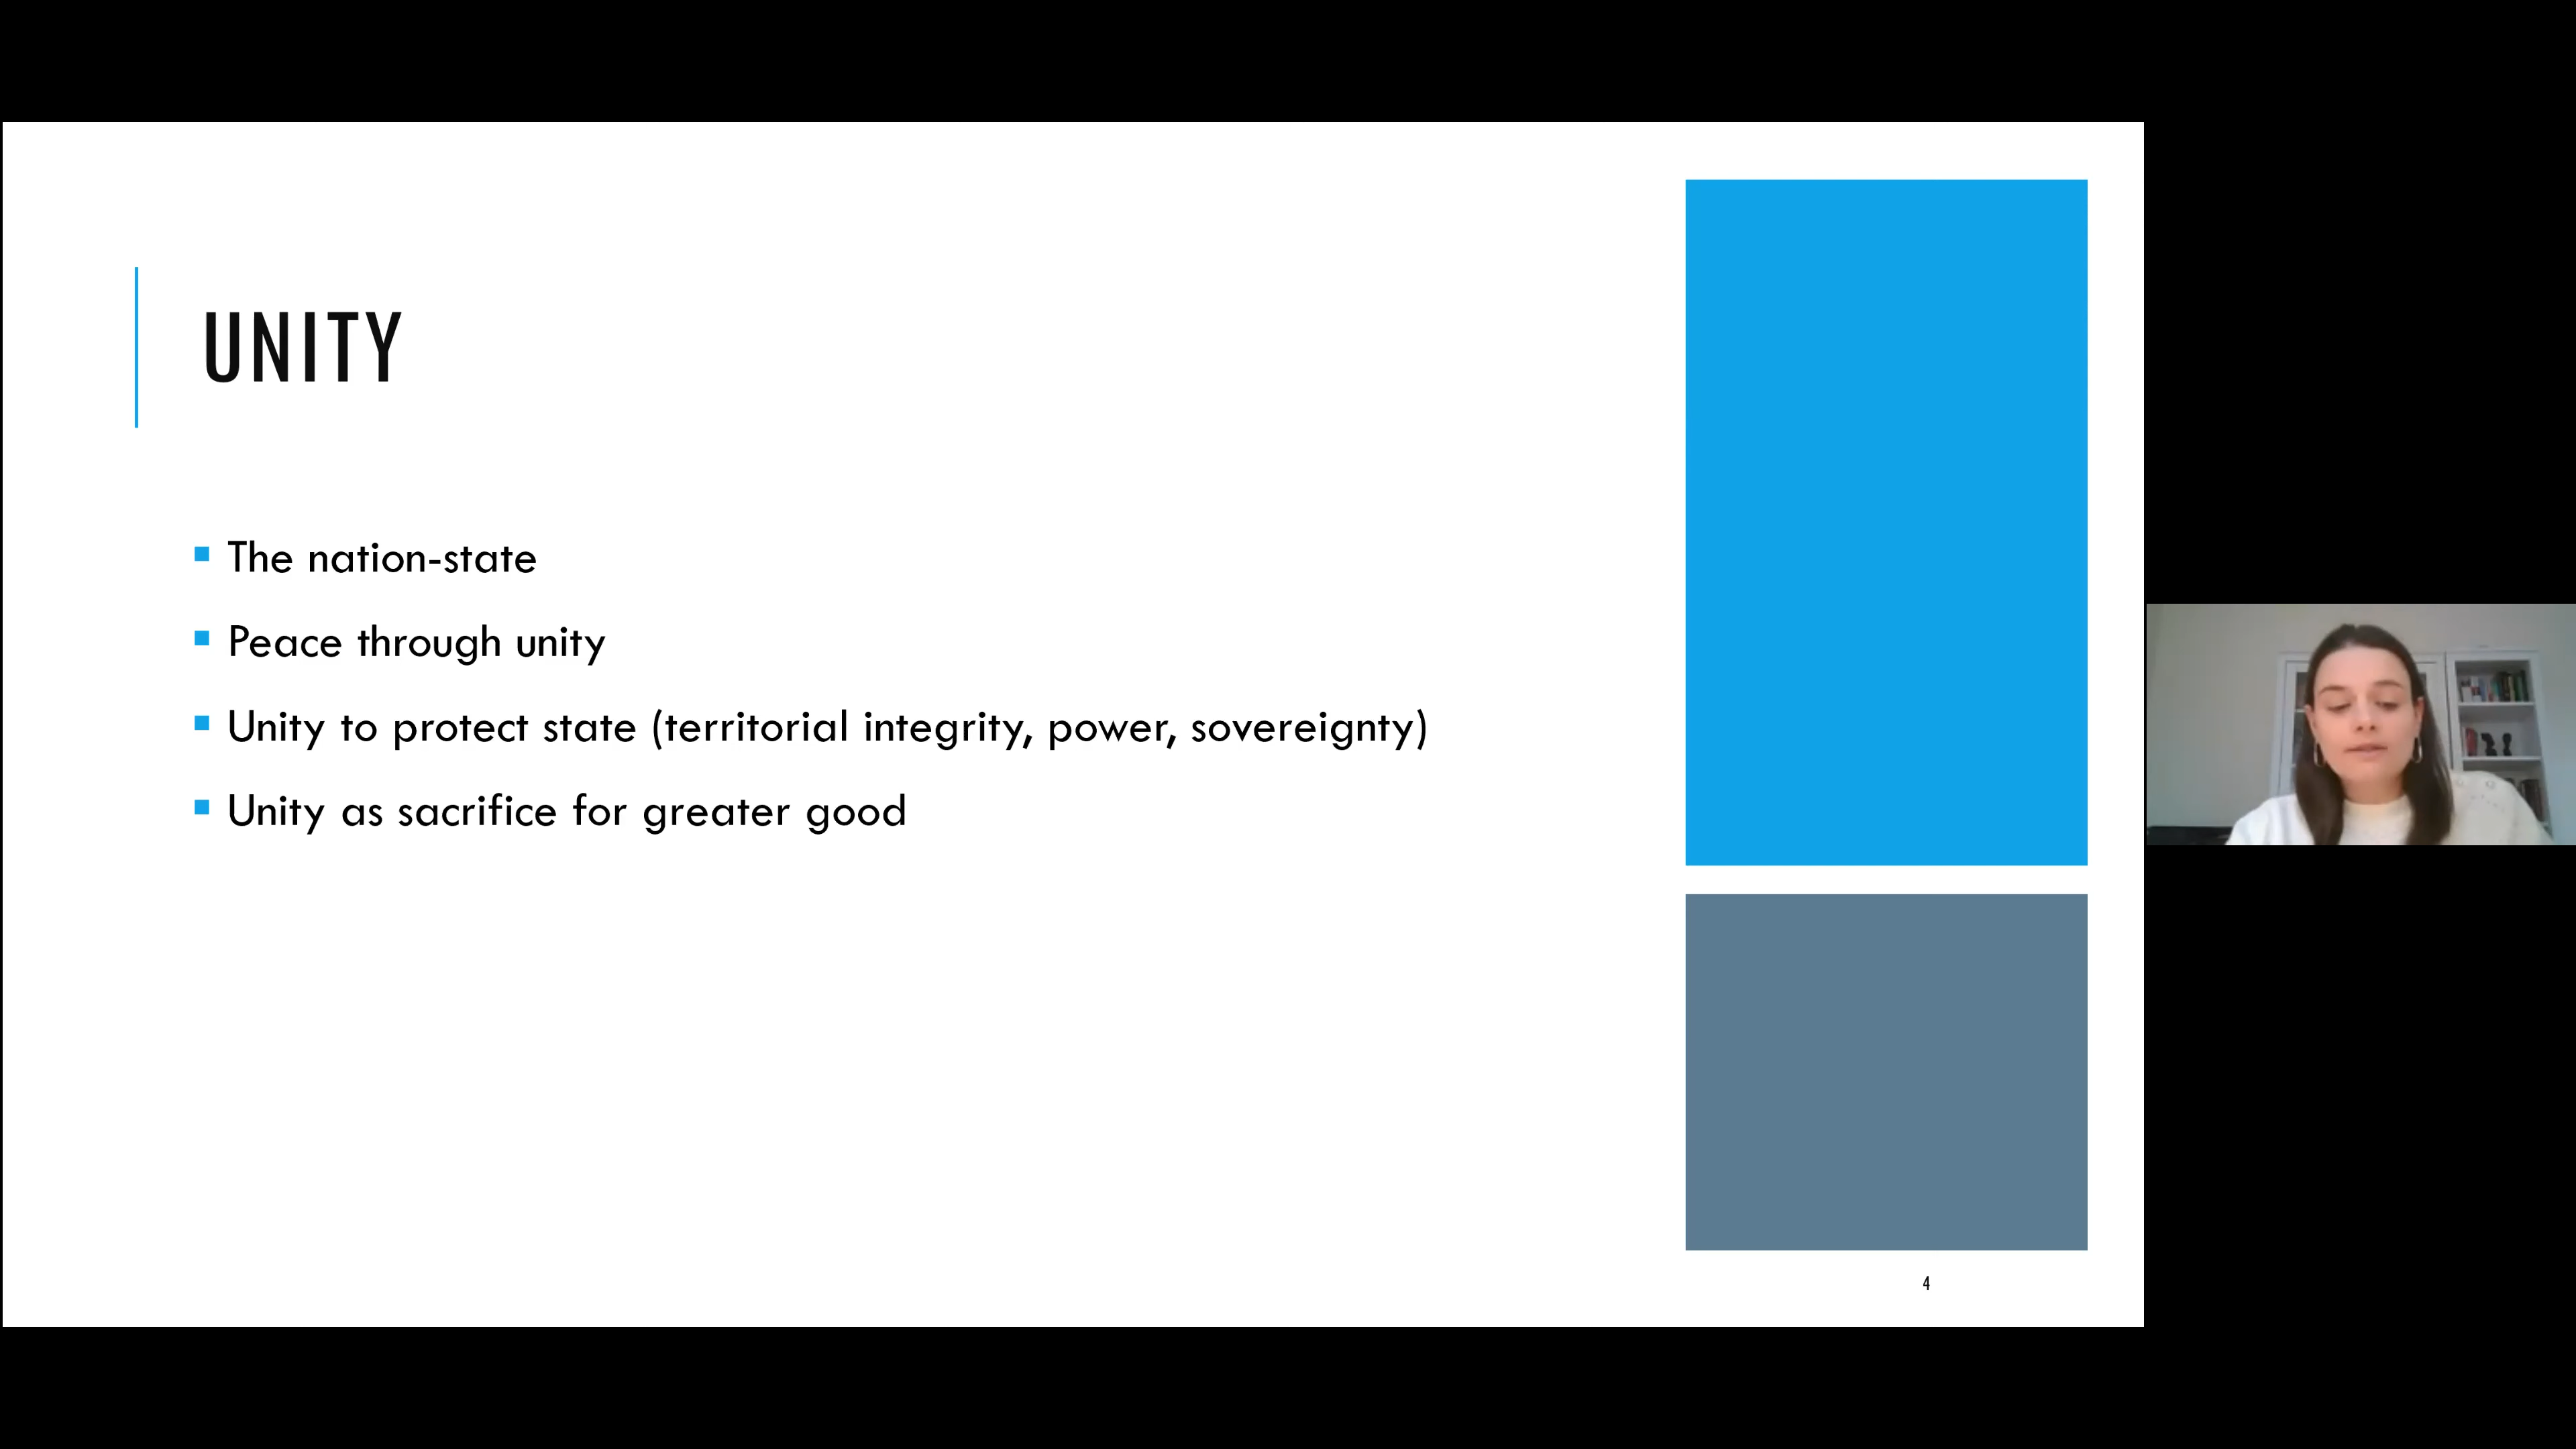 UNITY
The nation-state
Peace through unity
Unity to protect state (territorial integrity, power, sovereignty)
Unity as sacrifice for greater good
4